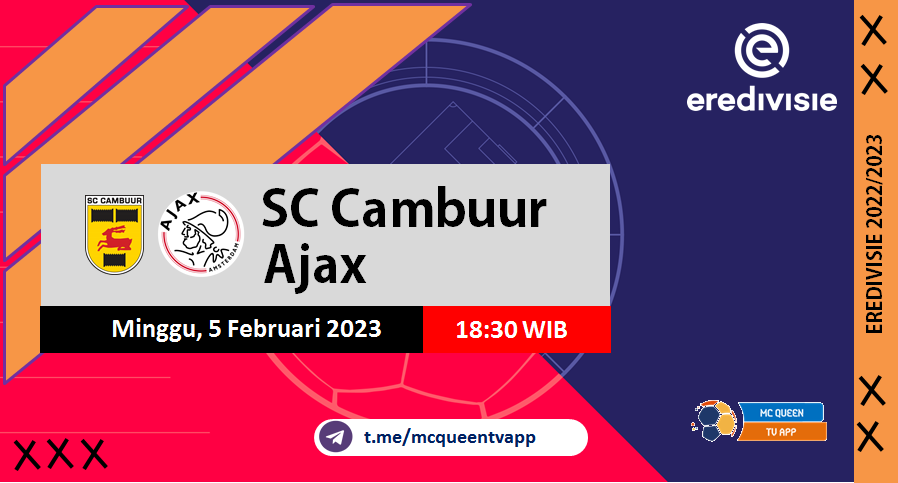 eredivisie
EREDIVISIE 2022/2023
SC CAMBUUR
AJAX
AMSTERDAM
SC Cambuur
Ajax
Minggu, 5 Februari 2023
18:30 WIB
MC QUEEN
TV APP
t.me/mcqueentvapp
XXX